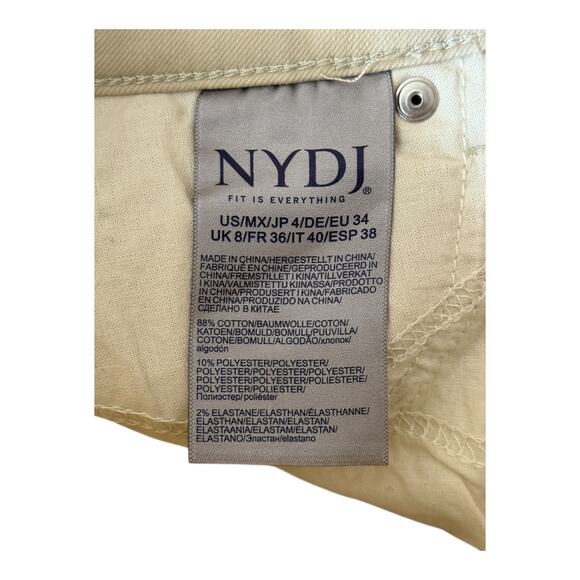 NYDJ®
FIT IS EVERYTHING
US/MX/JP 4/DE/EU 34
UK 8/FR 36/IT 40/ESP 38
MADE IN CHINA/HERGESTELLT IN CHINA/
FABRIQUÉ EN CHINE/GEPRODUCEERD IN
CHINA/FREMSTILLET I KINA/TILLVERKAT
I KINA/VALMISTETTU KIINASSA/PRODOTTO
IN CHINA/PRODUSERT I KINA/FABRICADO
EN CHINA/PRODUZIDO NA CHINA/
СДЕЛАНО В КИТАЕ
88% COTTON/BAUMWOLLE/COTON/
KATOEN/BOMULD/BOMULL/PUUVILLA/
COTONE/BOMULL/ALGODÃO/хлопок/
algodón
10% POLYESTER/POLYESTER/
POLYESTER/POLYESTER/POLYESTER/
POLYESTER/POLYESTERI/POLIESTERE/
POLYESTER/POLIÉSTER/
Полиэстер/poliéster
2% ELASTANE/ELASTHAN/ÉLASTHANNE/
ELASTHAN/ELASTAN/ELASTAN/
ELASTAANIA/ELASTAM/ELASTAN/
ELASTANO/Эластан/elastano